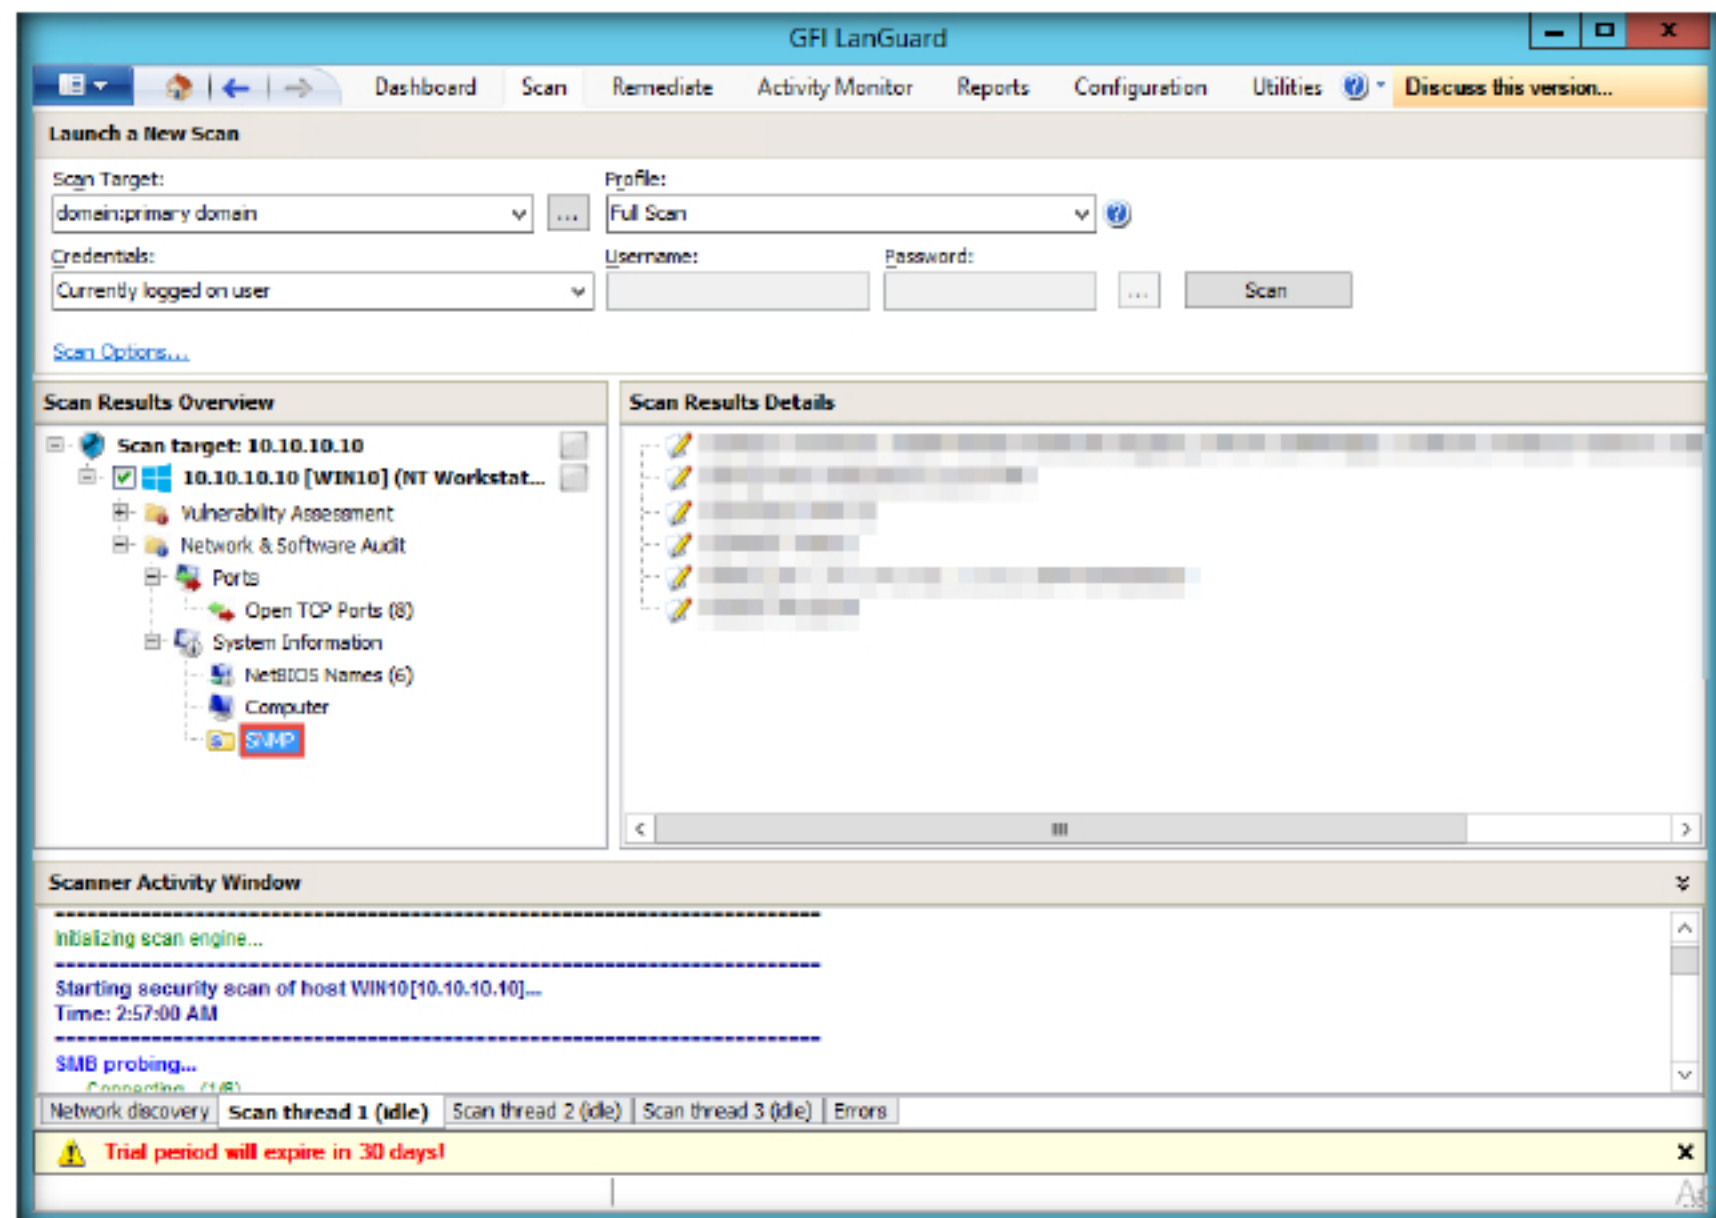 GFI LanGuard
Dashboard Scan Remediate Activity Monitor Reports Configuration Utilities Discuss this version...
Launch a New Scan
Scan Target: Profile:
domain:primary domain ... Full Scan
Credentials: Username: Password:
Currently logged on user ... Scan
Scan Options...
Scan Results Overview Scan Results Details
Scan target: 10.10.10.10
10.10.10.10 [WIN10] (NT Workstat...
Vulnerability Assessment
Network & Software Audit
Ports
Open TCP Ports (8)
System Information
NetBIOS Names (6)
Computer
SNMP
Scanner Activity Window
Initializing scan engine...
Starting security scan of host WIN10[10.10.10.10]...
Time: 2:57:00 AM
SMB probing...
Connecting...(1/8)
Network discovery Scan thread 1 (idle) Scan thread 2 (idle) Scan thread 3 (idle) Errors
Trial period will expire in 30 days!